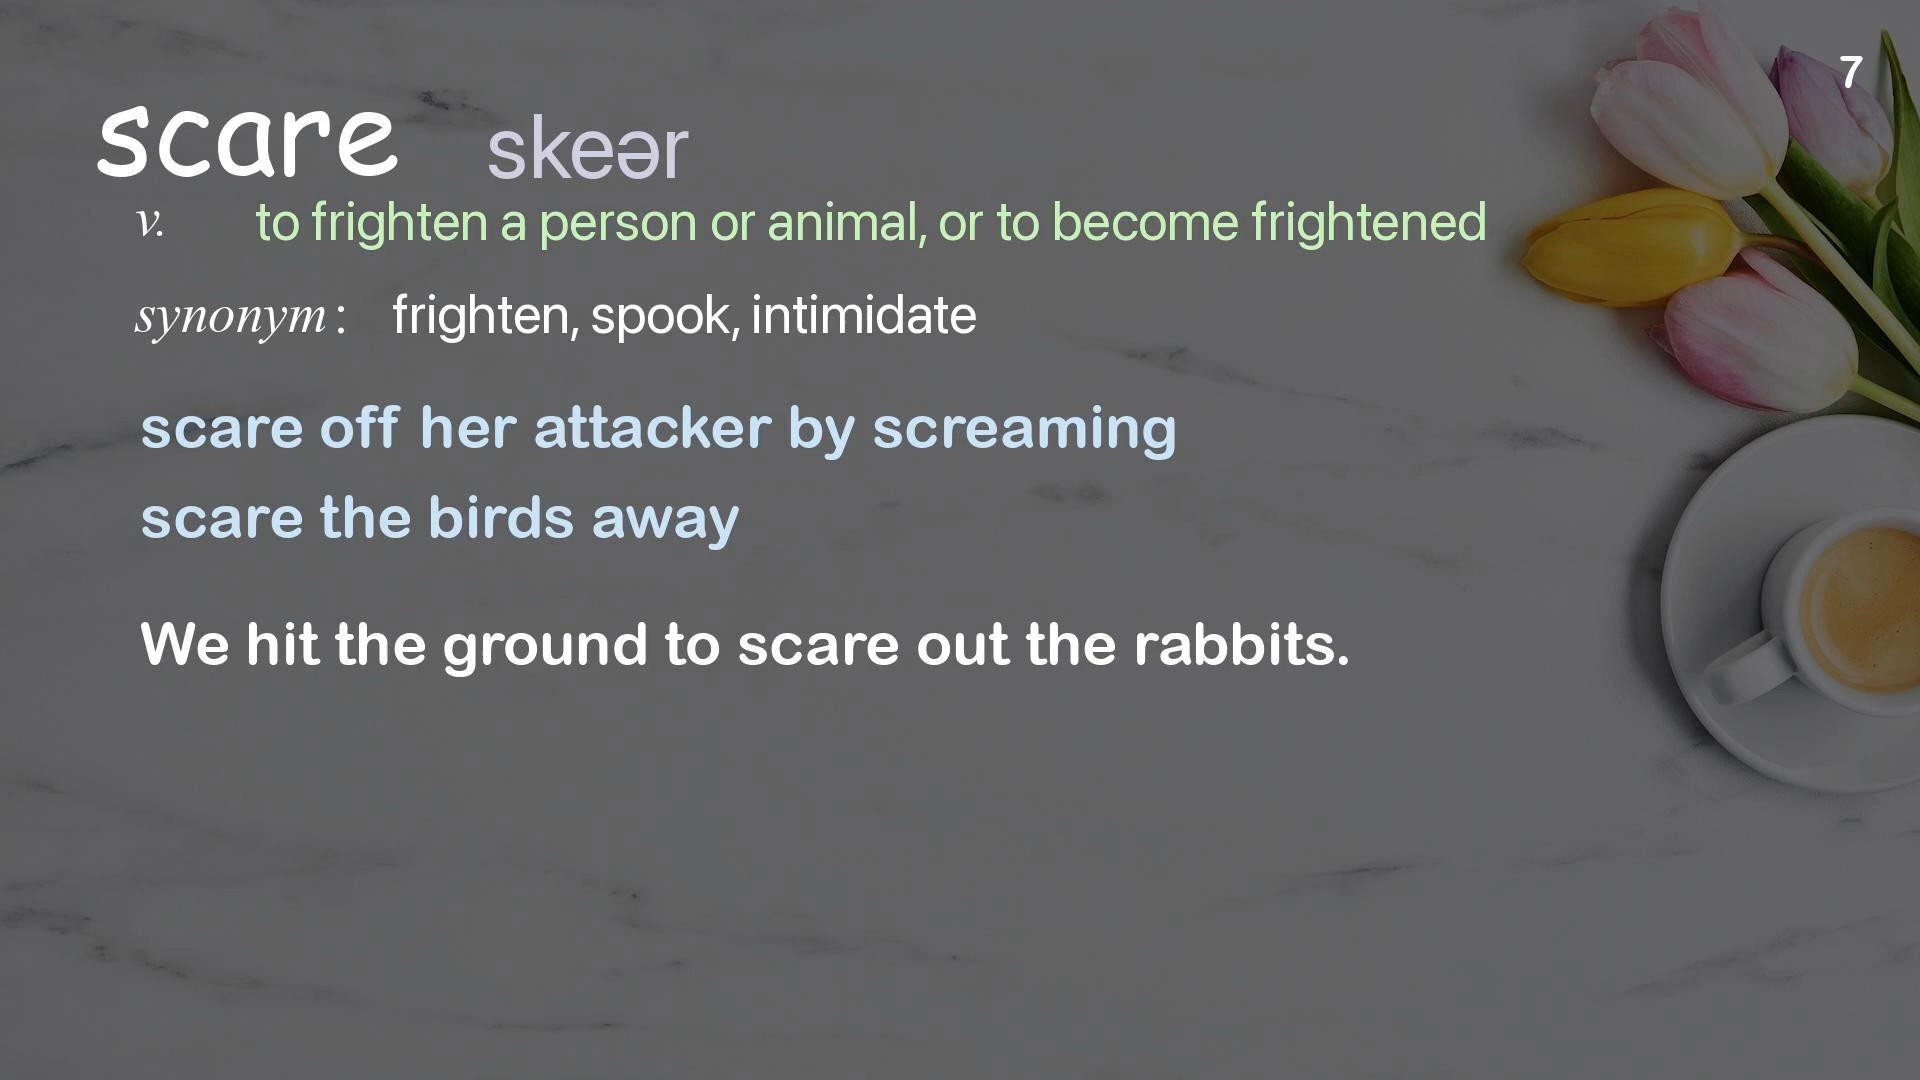 7
scare skeər
v. to frighten a person or animal, or to become frightened
synonym: frighten, spook, intimidate
scare off her attacker by screaming
scare the birds away
We hit the ground to scare out the rabbits.